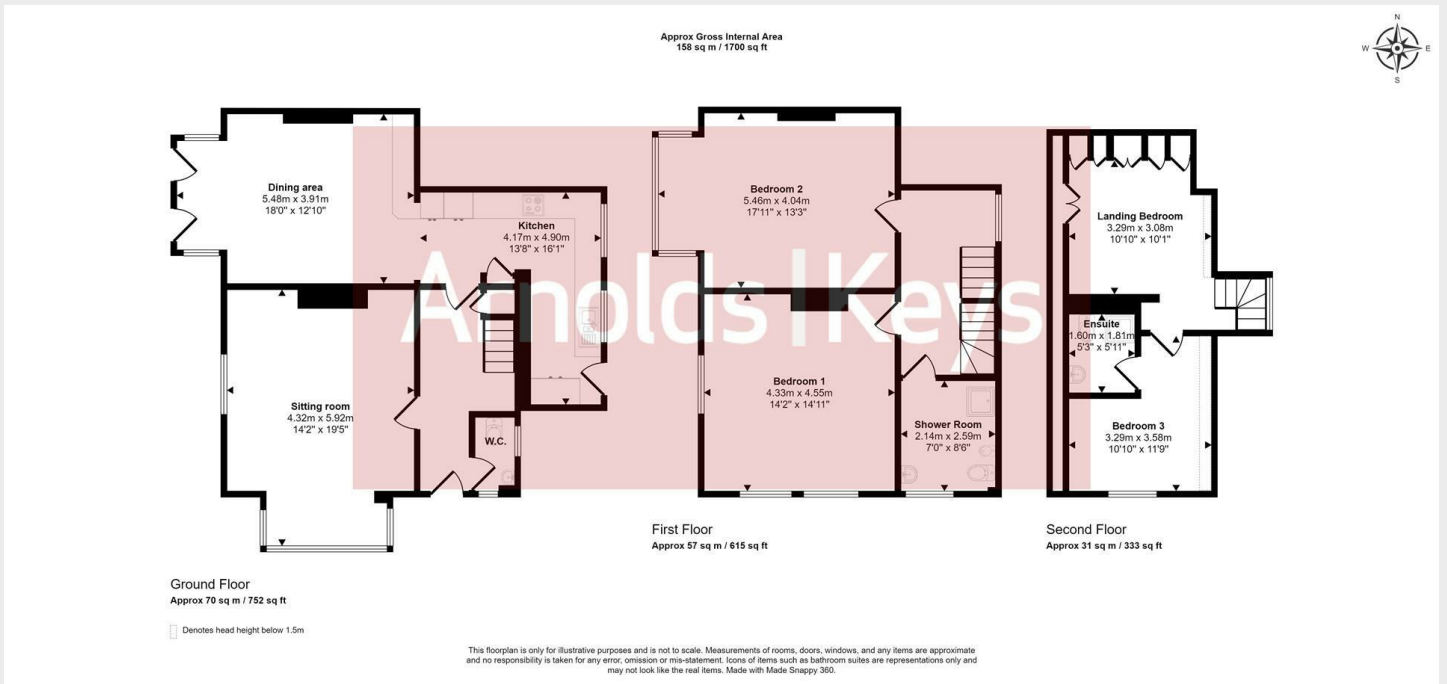 Approx Gross Internal Area
158 sq m / 1700 sq ft
N
W
E
S
Dining area
5.48m x 3.91m
18'0" x 12'10"
Kitchen
4.17m x 4.90m
13'8" x 16'1"
Sitting room
4.32m x 5.92m
14'2" x 19'5"
W.C.
Bedroom 2
5.46m x 4.04m
17'11" x 13'3"
Bedroom 1
4.33m x 4.55m
14'2" x 14'11"
Shower Room
2.14m x 2.59m
7'0" x 8'6"
Landing Bedroom
3.29m x 3.08m
10'10" x 10'1"
Ensuite
1.60m x 1.81m
5'3" x 5'11"
Bedroom 3
3.29m x 3.58m
10'10" x 11'9"
Arnolds | Keys
First Floor
Approx 57 sq m / 615 sq ft
Second Floor
Approx 31 sq m / 333 sq ft
Ground Floor
Approx 70 sq m / 752 sq ft
Denotes head height below 1.5m
This floorplan is only for illustrative purposes and is not to scale. Measurements of rooms, doors, windows, and any items are approximate
and no responsibility is taken for any error, omission or mis-statement. Icons of items such as bathroom suites are representations only and
may not look like the real items. Made with Made Snappy 360.